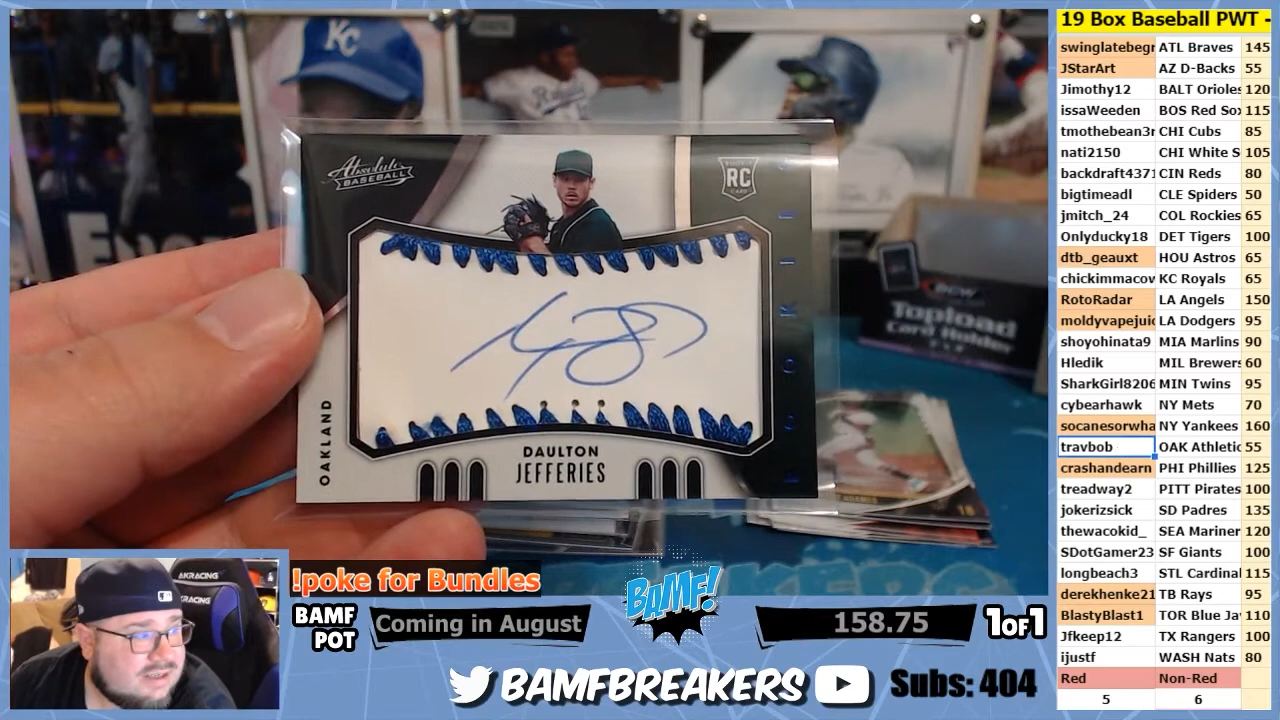 KC
Royals
Absolute
BASEBALL
RC
OAKLAND
DAULTON
JEFFERIES
Topload
Card Holder
19 Box Baseball PWT -
swinglatebegr ATL Braves 145
JStarArt AZ D-Backs 55
Jimothy12 BALT Orioles 120
issaWeeden BOS Red Sox 115
tmothebean3r CHI Cubs 85
nati2150 CHI White S 105
backdraft4371 CIN Reds 80
bigtimeadl CLE Spiders 50
jmitch_24 COL Rockies 65
Onlyducky18 DET Tigers 100
dtb_geauxt HOU Astros 65
chickimmacov KC Royals 65
RotoRadar LA Angels 150
moldyvapejuic LA Dodgers 95
shoyohinata9 MIA Marlins 90
Hledik MIL Brewers 60
SharkGirl8206 MIN Twins 95
cybearhawk NY Mets 70
socanesorwha NY Yankees 160
travbob OAK Athletic 55
crashandearn PHI Phillies 125
treadway2 PITT Pirates 100
jokerizsick SD Padres 135
thewacokid_ SEA Mariner 120
SDotGamer23 SF Giants 100
longbeach3 STL Cardinal 115
derekhenke21 TB Rays 95
BlastyBlast1 TOR Blue Ja 110
Jfkeep12 TX Rangers 100
ijustf WASH Nats 80
Red Non-Red
5 6
AKRACING
!poke for Bundles
BAMF
POT
Coming in August
BAMF!
158.75
1OF1
BAMFBREAKERS
Subs: 404